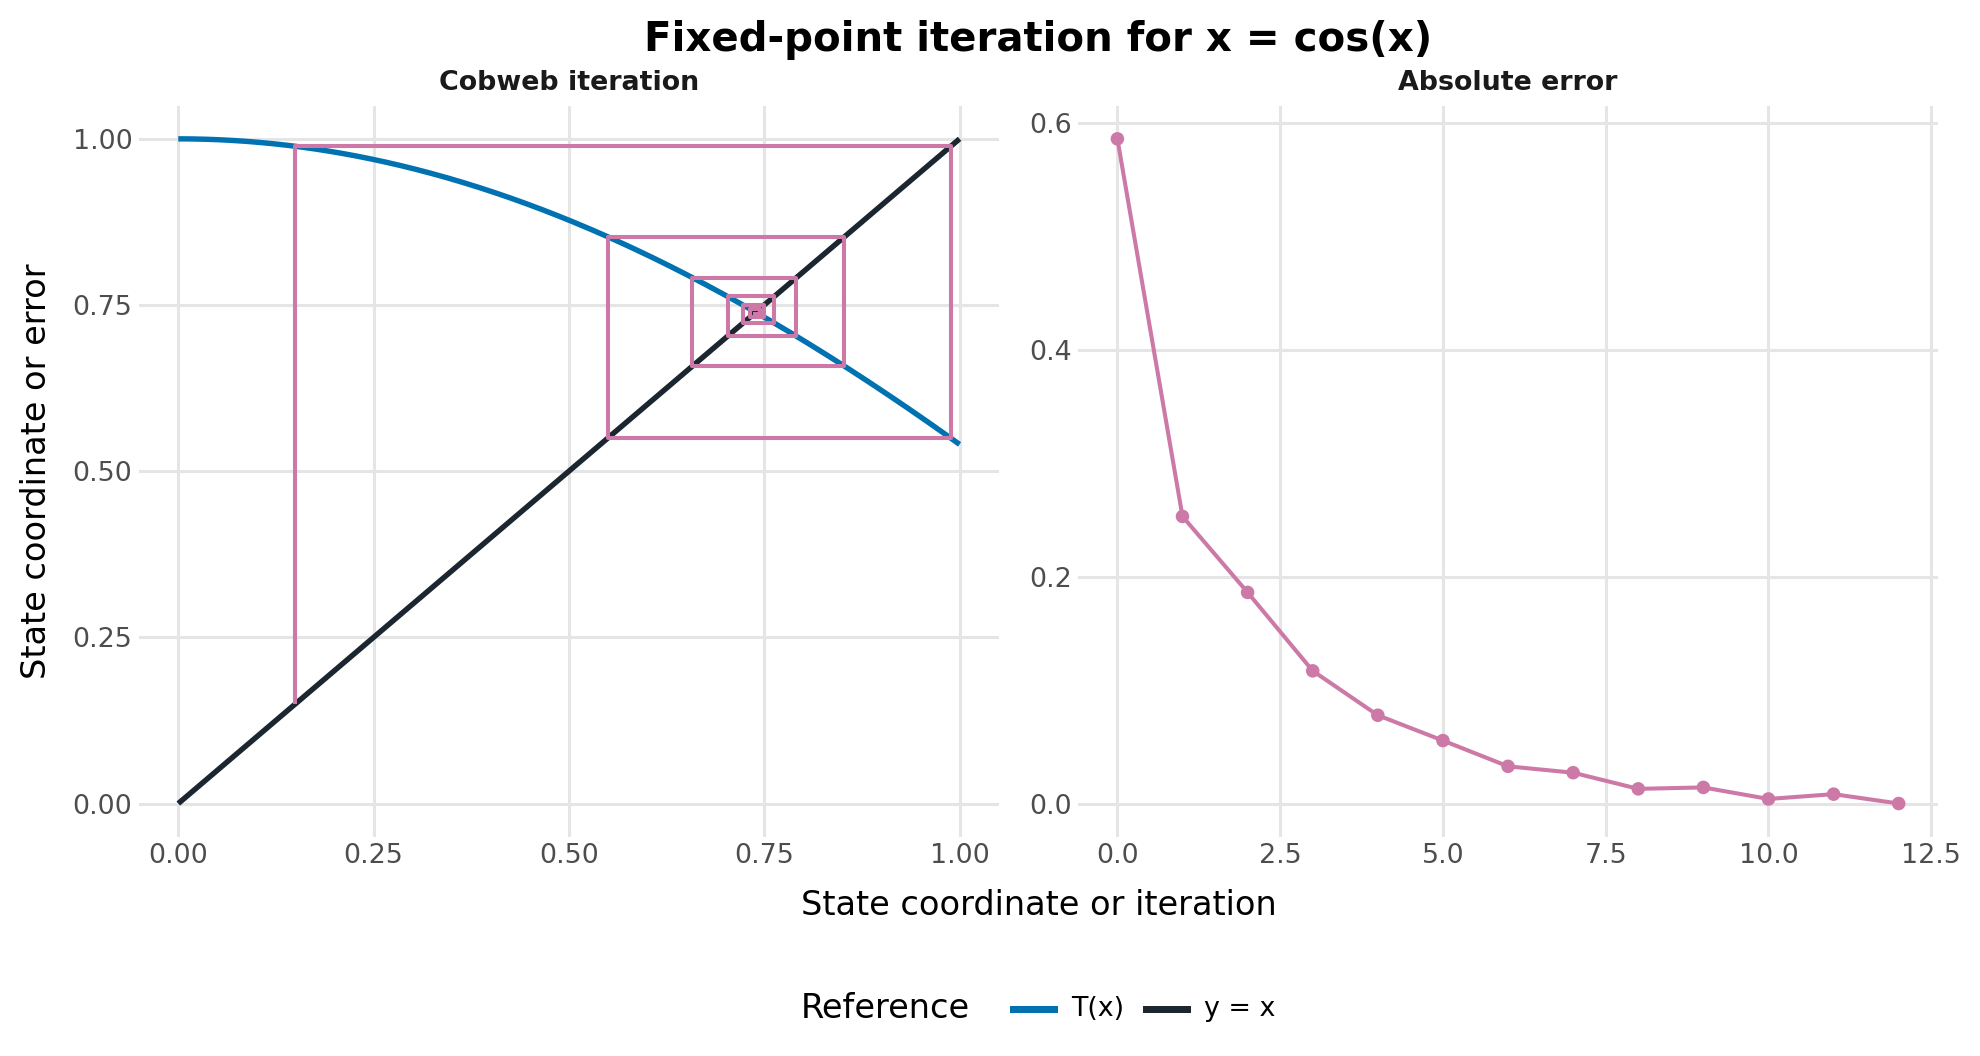 Fixed-point iteration for x = cos(x)
Cobweb iteration
Absolute error
State coordinate or error
1.00
0.75
0.50
0.25
0.00
0.00 0.25 0.50 0.75 1.00
0.6
0.4
0.2
0.0
0.0 2.5 5.0 7.5 10.0 12.5
State coordinate or iteration
Reference T(x) y = x